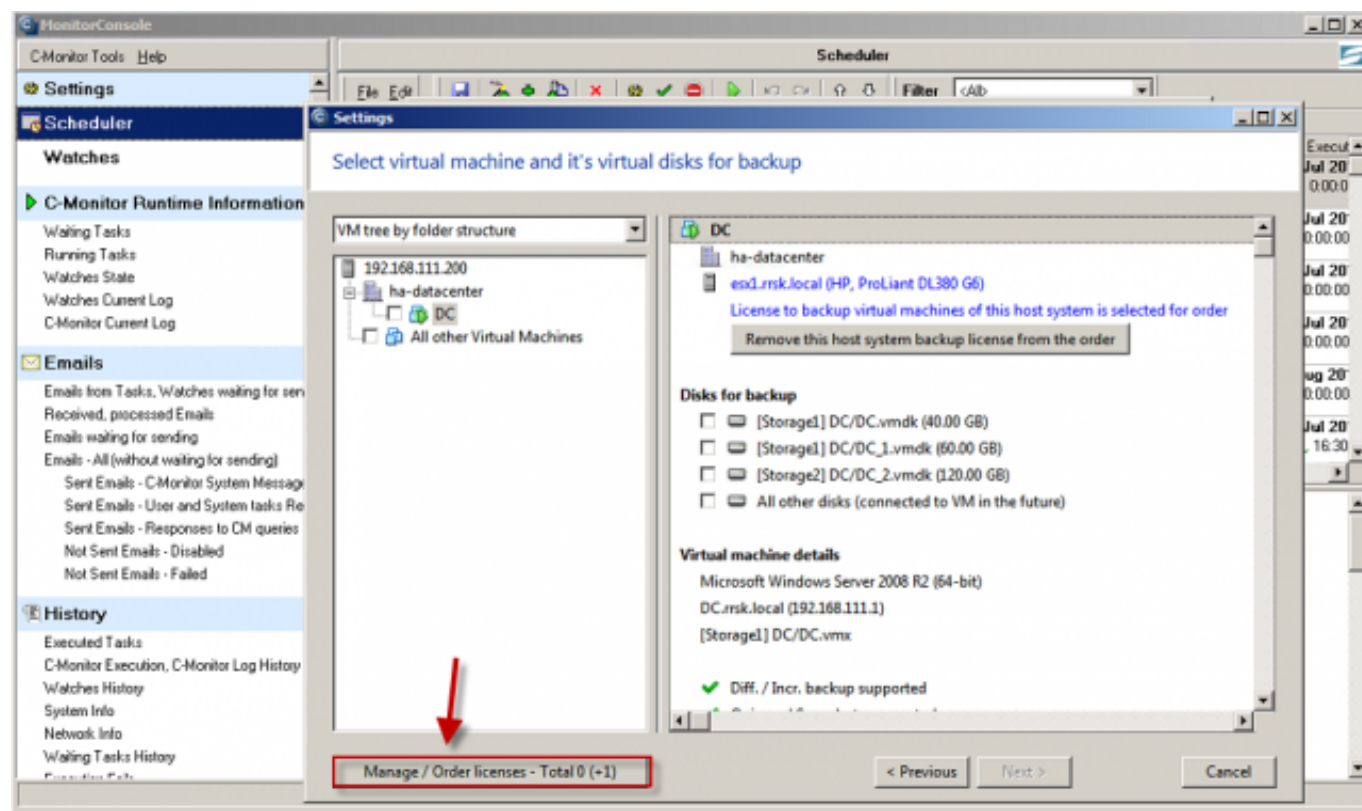 MonitorConsole
C-Monitor Tools Help
Scheduler
Settings
File Edit
Filter <All>
Scheduler
Settings
Watches
Select virtual machine and it's virtual disks for backup
Execut
Jul 20
0:00:0
C-Monitor Runtime Information
Waiting Tasks
Running Tasks
Watches State
Watches Current Log
C-Monitor Current Log
VM tree by folder structure
192.168.111.200
ha-datacenter
DC
All other Virtual Machines
DC
ha-datacenter
esx1.rrsk.local (HP, ProLiant DL380 G6)
License to backup virtual machines of this host system is selected for order
Remove this host system backup license from the order
Jul 20
0:00:00
Jul 20
0:00:00
Jul 20
0:00:00
ug 20
0:00:00
Jul 20
, 16:30
Emails
Emails from Tasks, Watches waiting for sen
Received, processed Emails
Emails waiting for sending
Emails - All (without waiting for sending)
Sent Emails - C-Monitor System Message
Sent Emails - User and System tasks Re
Sent Emails - Responses to CM queries
Not Sent Emails - Disabled
Not Sent Emails - Failed
Disks for backup
[Storage1] DC/DC.vmdk (40.00 GB)
[Storage1] DC/DC_1.vmdk (60.00 GB)
[Storage2] DC/DC_2.vmdk (120.00 GB)
All other disks (connected to VM in the future)
Virtual machine details
Microsoft Windows Server 2008 R2 (64-bit)
DC.rrsk.local (192.168.111.1)
[Storage1] DC/DC.vmx
Diff. / Incr. backup supported
History
Executed Tasks
C-Monitor Execution, C-Monitor Log History
Watches History
System Info
Network Info
Waiting Tasks History
Manage / Order licenses - Total 0 (+1)
< Previous
Next >
Cancel